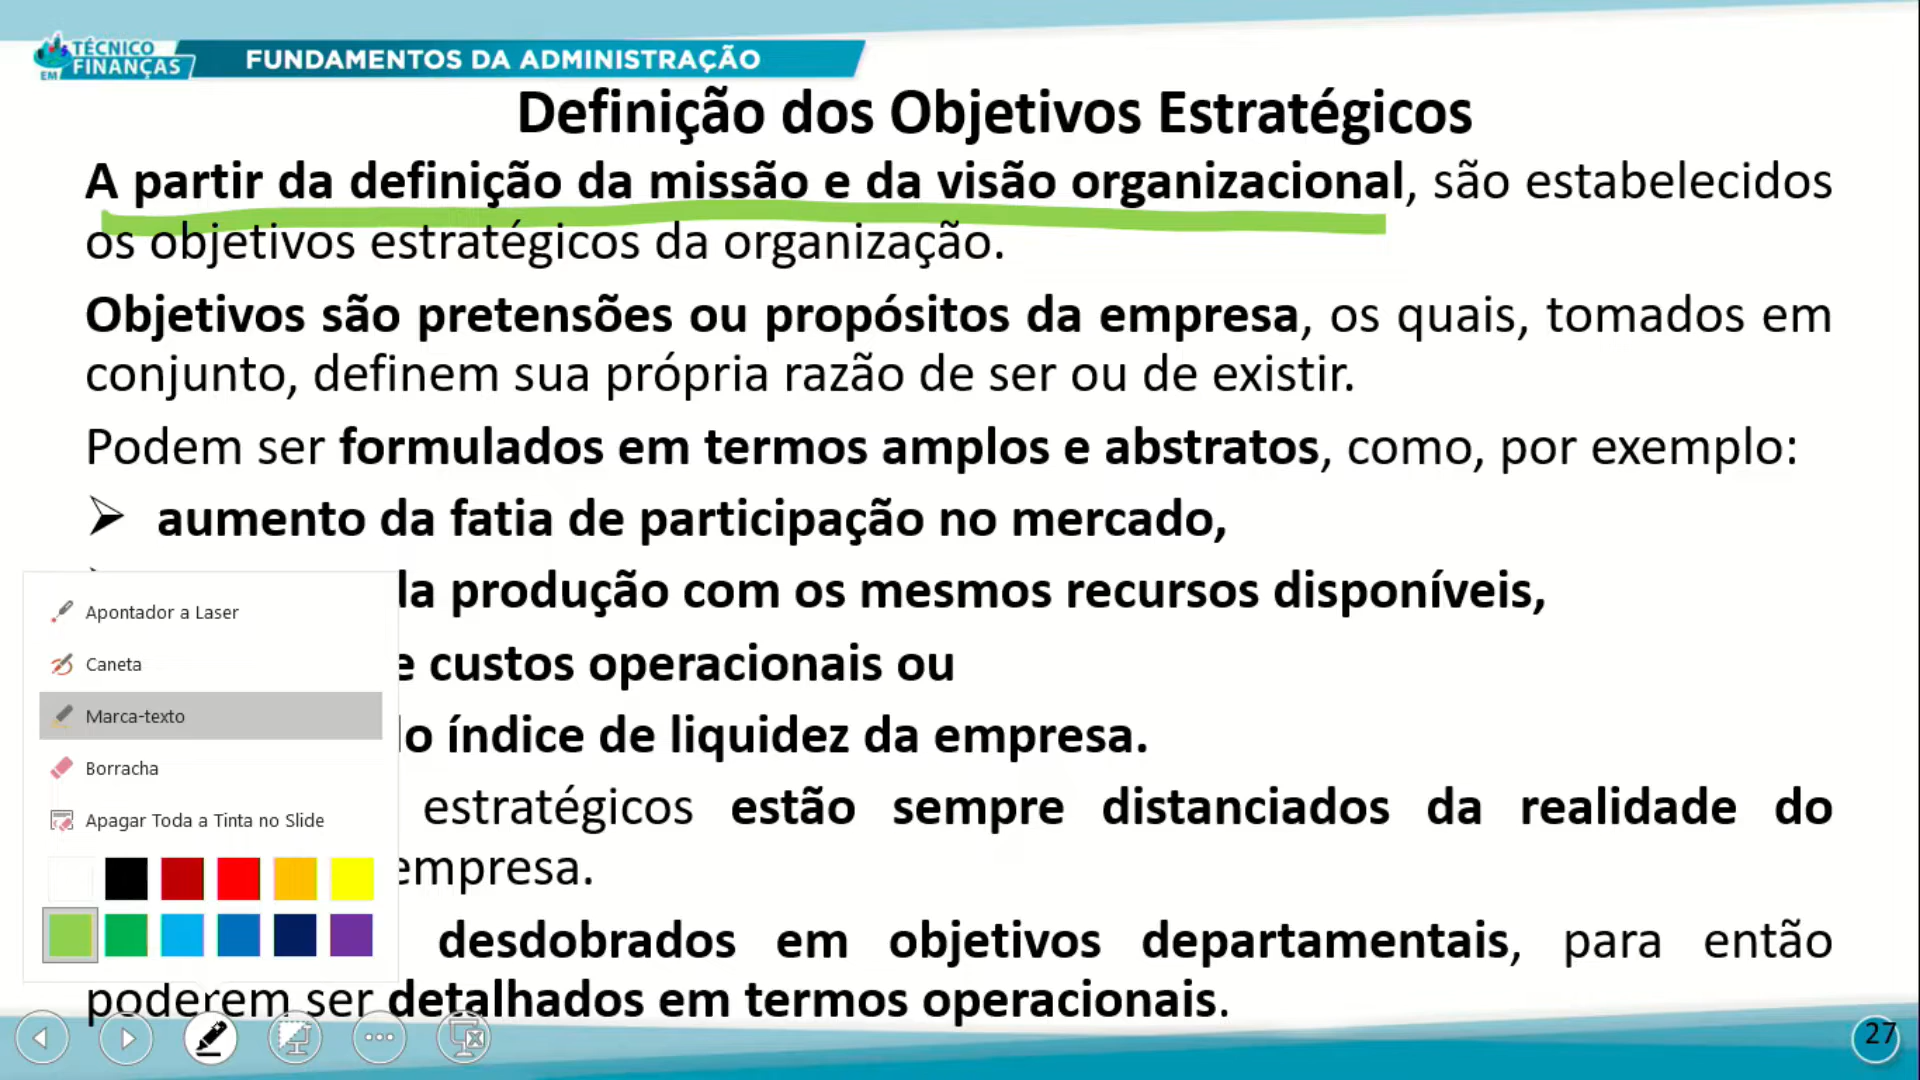 TÉCNICO
EM FINANÇAS
FUNDAMENTOS DA ADMINISTRAÇÃO
Definição dos Objetivos Estratégicos
A partir da definição da missão e da visão organizacional, são estabelecidos
os objetivos estratégicos da organização.
Objetivos são pretensões ou propósitos da empresa, os quais, tomados em
conjunto, definem sua própria razão de ser ou de existir.
Podem ser formulados em termos amplos e abstratos, como, por exemplo:
➢ aumento da fatia de participação no mercado,
produção com os mesmos recursos disponíveis,
custos operacionais ou
índice de liquidez da empresa.
estratégicos estão sempre distanciados da realidade do
empresa.
desdobrados em objetivos departamentais, para então
poderem ser detalhados em termos operacionais.
Apontador a Laser
Caneta
Marca-texto
Borracha
Apagar Toda a Tinta no Slide
27